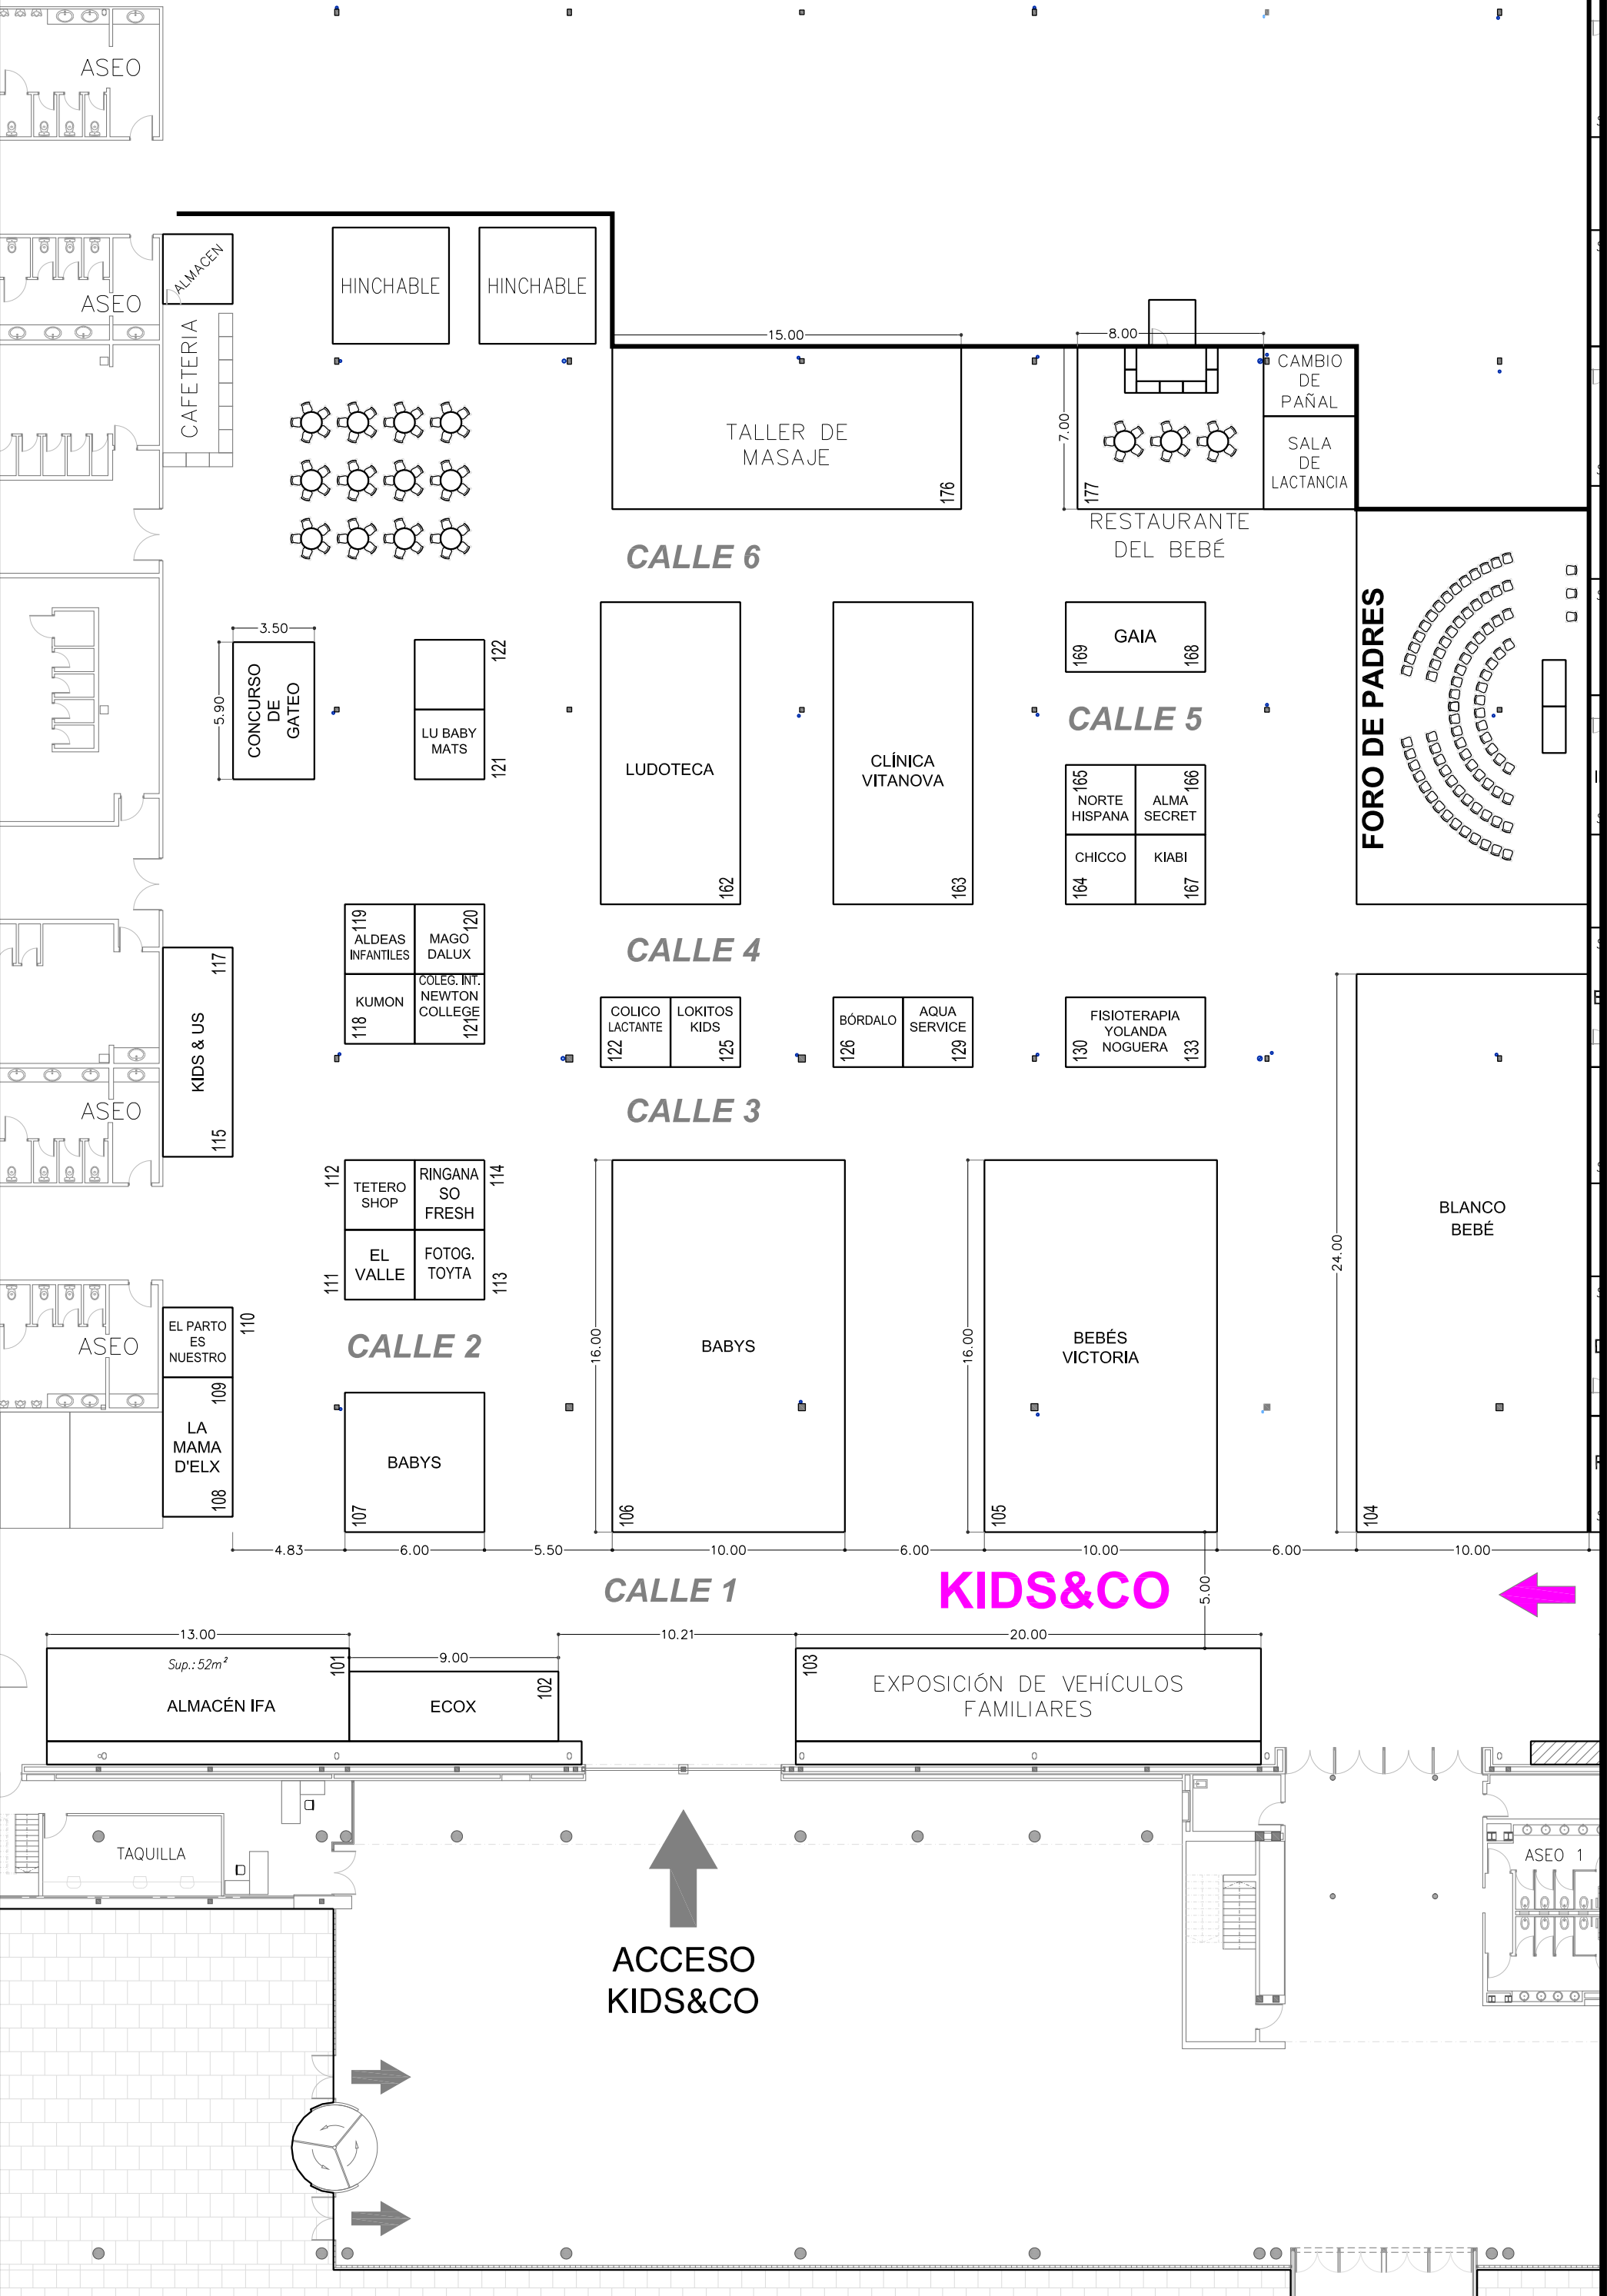 ASEO
ALMACEN
ASEO
CAFETERIA
HINCHABLE
HINCHABLE
15.00
8.00
7.00
TALLER DE
MASAJE
176
177
CAMBIO
DE
PAÑAL
SALA
DE
LACTANCIA
RESTAURANTE
DEL BEBÉ
CALLE 6
3.50
5.90
CONCURSO
DE
GATEO
122
LU BABY
MATS
121
LUDOTECA
162
CLÍNICA
VITANOVA
163
GAIA
169
168
CALLE 5
165
NORTE
HISPANA
166
ALMA
SECRET
CHICCO
164
KIABI
167
FORO DE PADRES
119
ALDEAS
INFANTILES
120
MAGO
DALUX
KUMON
118
COLEG. INT.
NEWTON
COLLEGE
121
CALLE 4
117
KIDS & US
115
COLICO
LACTANTE
122
LOKITOS
KIDS
125
BÓRDALO
126
AQUA
SERVICE
129
FISIOTERAPIA
YOLANDA
NOGUERA
130
133
ASEO
CALLE 3
112
TETERO
SHOP
RINGANA
SO
FRESH
114
EL
VALLE
111
FOTOG.
TOYTA
113
16.00
BABYS
106
16.00
BEBÉS
VICTORIA
105
24.00
BLANCO
BEBÉ
104
ASEO
EL PARTO
ES
NUESTRO
110
CALLE 2
109
LA
MAMA
D'ELX
108
BABYS
107
4.83
6.00
5.50
10.00
6.00
10.00
6.00
10.00
CALLE 1
KIDS&CO
5.00
13.00
Sup.: 52m²
101
ALMACÉN IFA
9.00
102
ECOX
10.21
20.00
103
EXPOSICIÓN DE VEHÍCULOS
FAMILIARES
TAQUILLA
ASEO 1
ACCESO
KIDS&CO